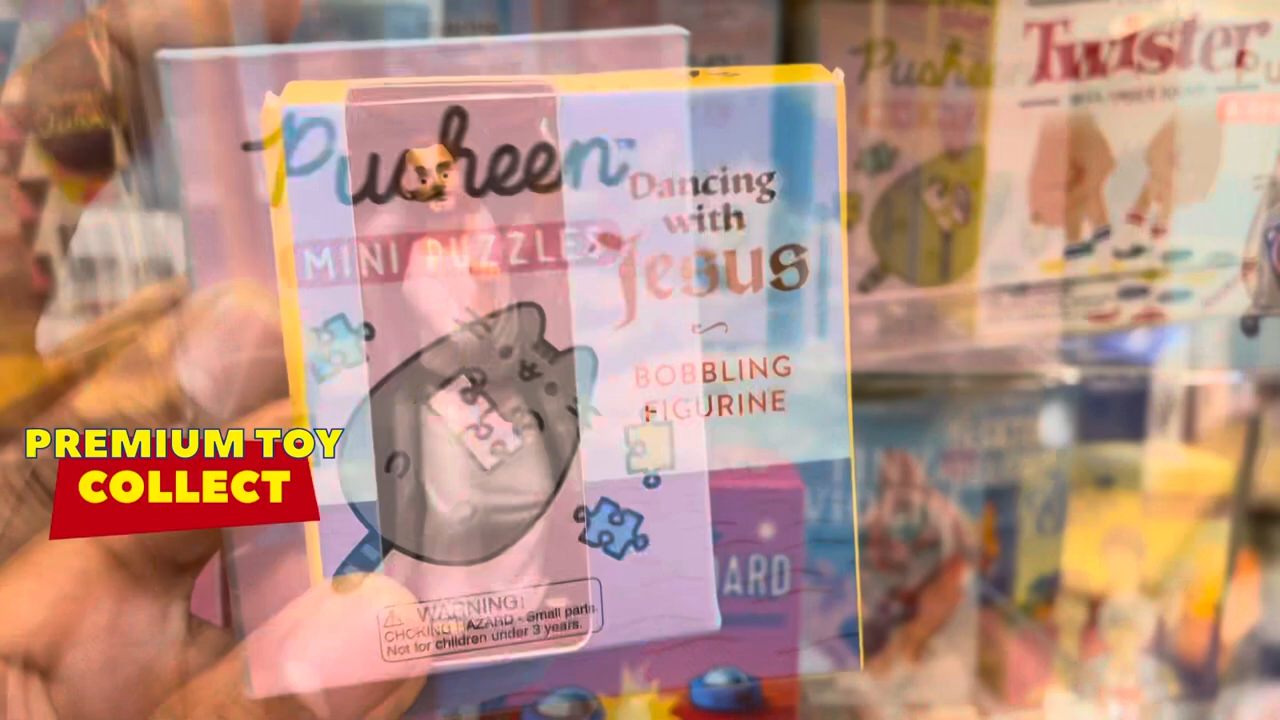 Pusheen
MINI PUZZLES
Dancing
with
Jesus
BOBBLING
FIGURINE
WARNING!
CHOKING HAZARD - Small parts.
Not for children under 3 years.
PREMIUM TOY
COLLECT
Twister
Pusheen
ARD